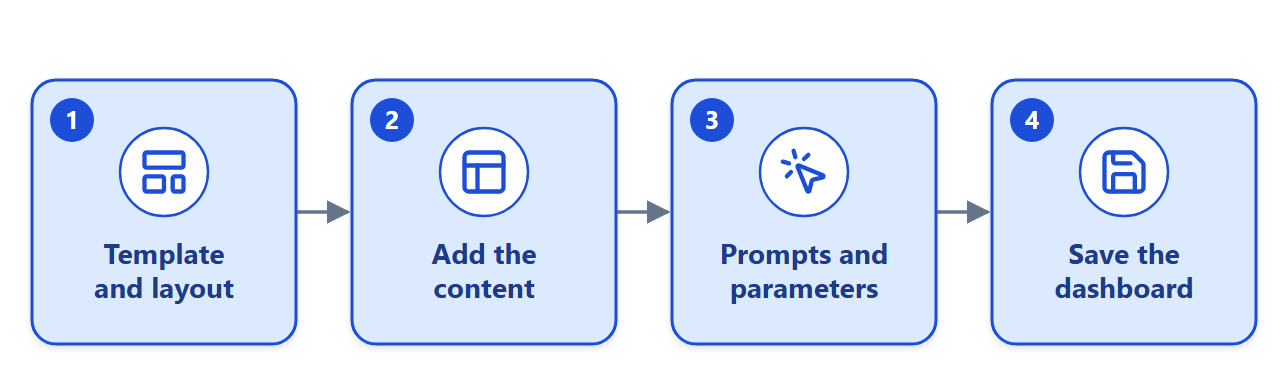 1
Template
and layout
2
Add the
content
3
Prompts and
parameters
4
Save the
dashboard